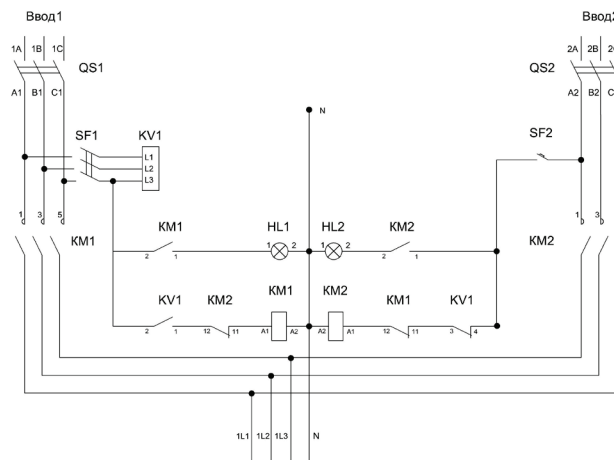 Ввод1
Ввод2
1A 1B 1C
2A 2B
QS1
QS2
A1 B1 C1
A2 B2
N
SF1 KV1
SF2
L1
L2
L3
1 3 5
1 3
KM1
KM2
KM1 HL1 HL2 KM2
2 1 1 2 1 2 2 1
KV1 KM2 KM1 KM2 KM1 KV1
2 1 12 11 A1 A2 A2 A1 12 11 3 4
1L1 1L2 1L3 N